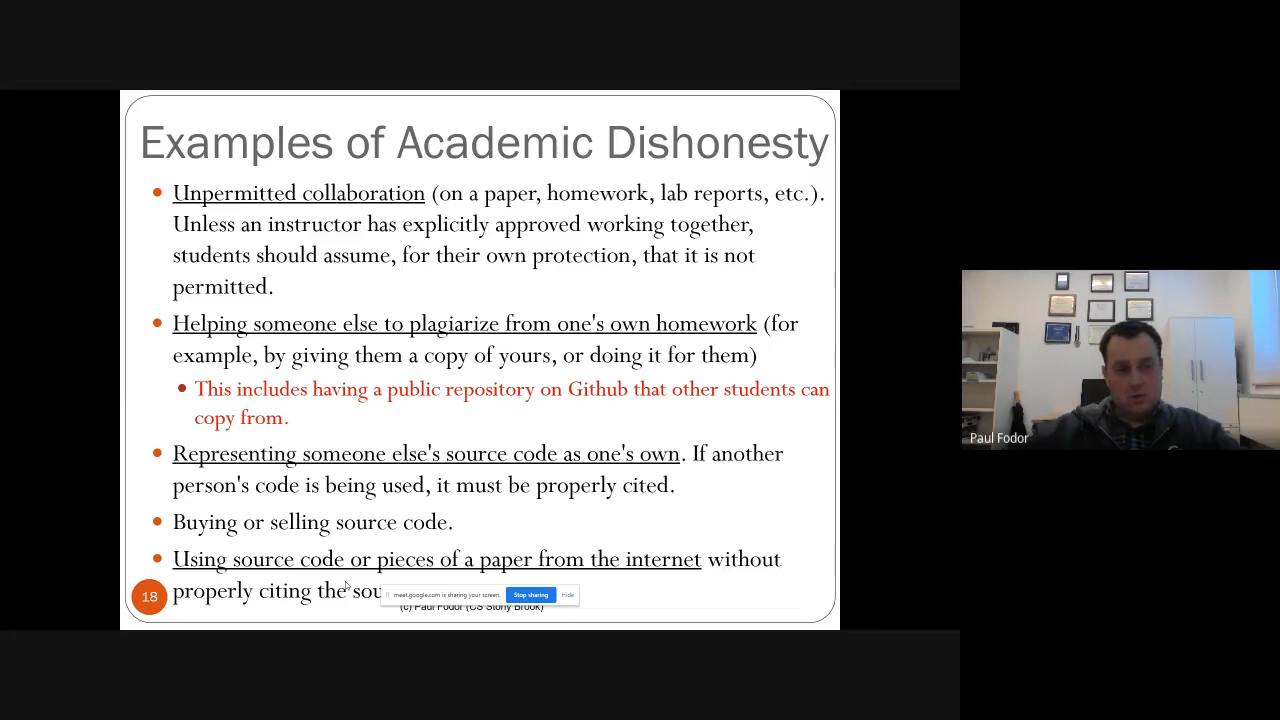 Examples of Academic Dishonesty
• Unpermitted collaboration (on a paper, homework, lab reports, etc.).
Unless an instructor has explicitly approved working together,
students should assume, for their own protection, that it is not
permitted.
• Helping someone else to plagiarize from one's own homework (for
example, by giving them a copy of yours, or doing it for them)
• This includes having a public repository on Github that other students can
copy from.
• Representing someone else's source code as one's own. If another
person's code is being used, it must be properly cited.
• Buying or selling source code.
• Using source code or pieces of a paper from the internet without
properly citing the sou
meet.google.com is sharing your screen. Stop sharing Hide
18
(c) Paul Fodor (CS Stony Brook)
Paul Fodor